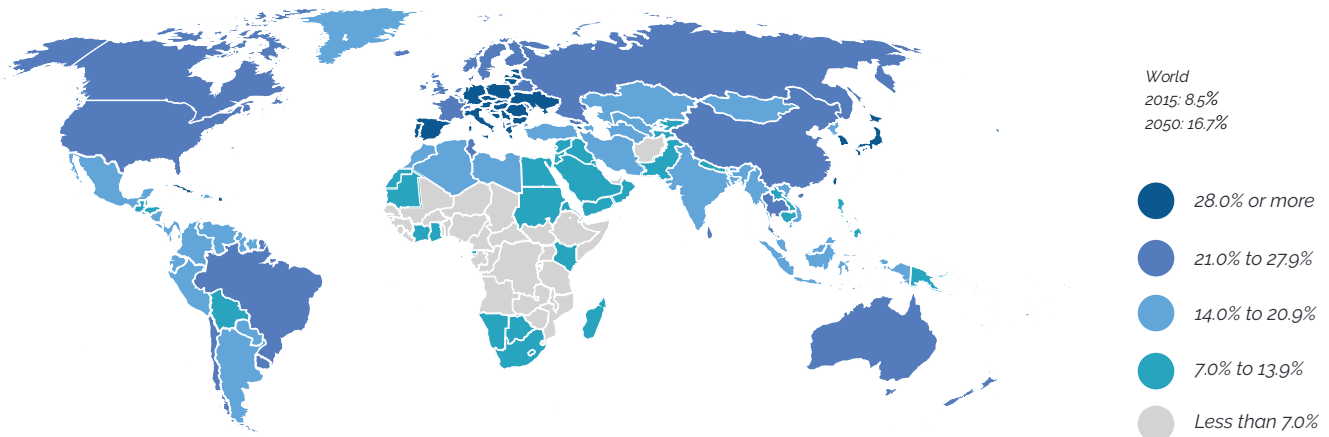 World
2015: 8.5%
2050: 16.7%
28.0% or more
21.0% to 27.9%
14.0% to 20.9%
7.0% to 13.9%
Less than 7.0%